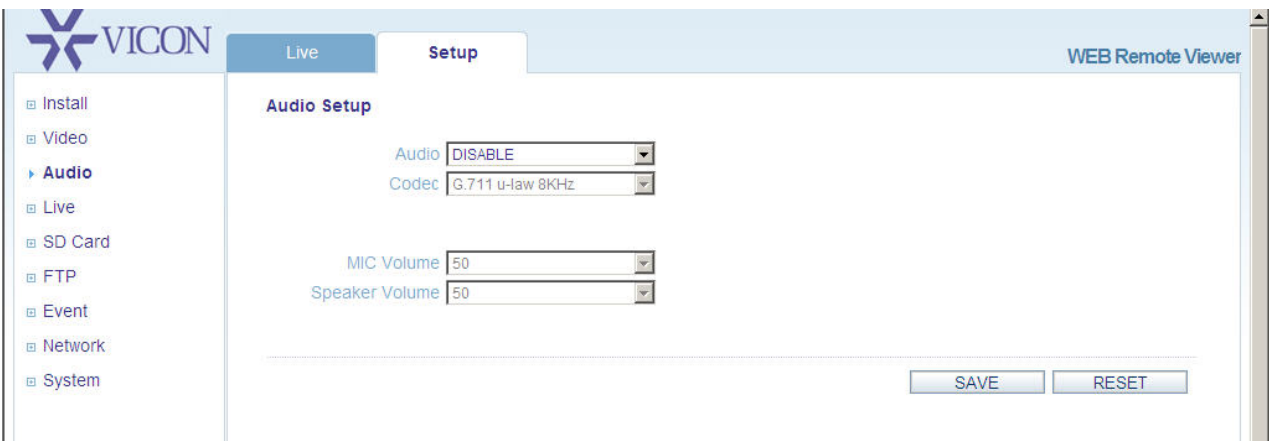 VICON
Live
Setup
WEB Remote Viewer
Install
Video
Audio
Live
SD Card
FTP
Event
Network
System
Audio Setup
Audio DISABLE
Codec G.711 u-law 8KHz
MIC Volume 50
Speaker Volume 50
SAVE
RESET